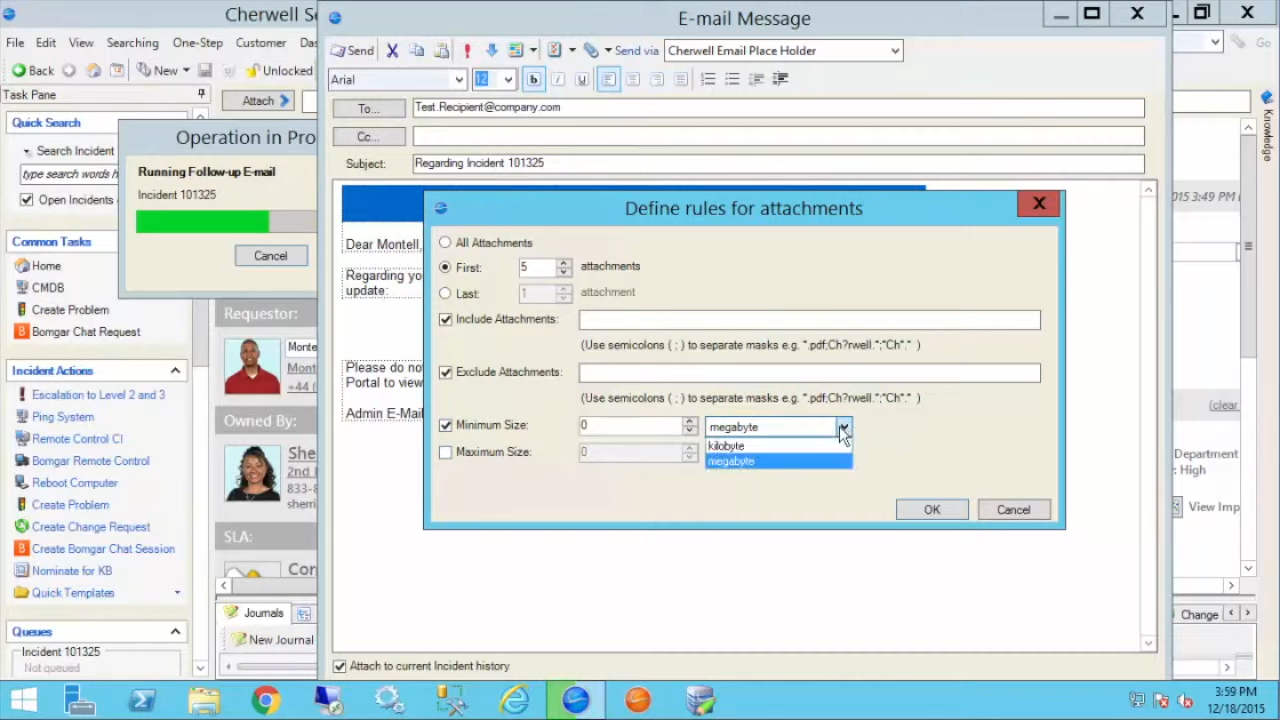 Cherwell Se
File Edit View Searching One-Step Customer Das
Back New Unlocked
Go
Task Pane
Attach
Quick Search
Search Incident
type search words h
Open Incidents
Common Tasks
Home
CMDB
Create Problem
Bomgar Chat Request
Incident Actions
Escalation to Level 2 and 3
Ping System
Remote Control CI
Bomgar Remote Control
Reboot Computer
Create Problem
Create Change Request
Create Bomgar Chat Session
Nominate for KB
Quick Templates
Queues
Incident 101325
Not queued
Operation in Pro
Running Follow-up E-mail
Incident 101325
Cancel
Requestor:
Monte
Mont
+44 (
Owned By:
She
2nd
833-8
sherri
SLA:
Con
Journals
New Journal
E-mail Message
Send Send via Cherwell Email Place Holder
Arial 12 b i u
To... Test.Recipient@company.com
Cc...
Subject: Regarding Incident 101325
Dear Montell,
Regarding yo
update:
Please do no
Portal to view
Admin E-Mail
Attach to current Incident history
Define rules for attachments
X
All Attachments
First: 5 attachments
Last: 1 attachment
Include Attachments:
(Use semicolons ( ; ) to separate masks e.g. *.pdf;Ch?rwell.*;"Ch*.* )
Exclude Attachments:
(Use semicolons ( ; ) to separate masks e.g. *.pdf;Ch?rwell.*;"Ch*.* )
Minimum Size: 0 megabyte
kilobyte
megabyte
Maximum Size: 0
OK Cancel
Knowledge
015 3:49 PM
(clear
Department
: High
View Imp
Change
3:59 PM
12/18/2015